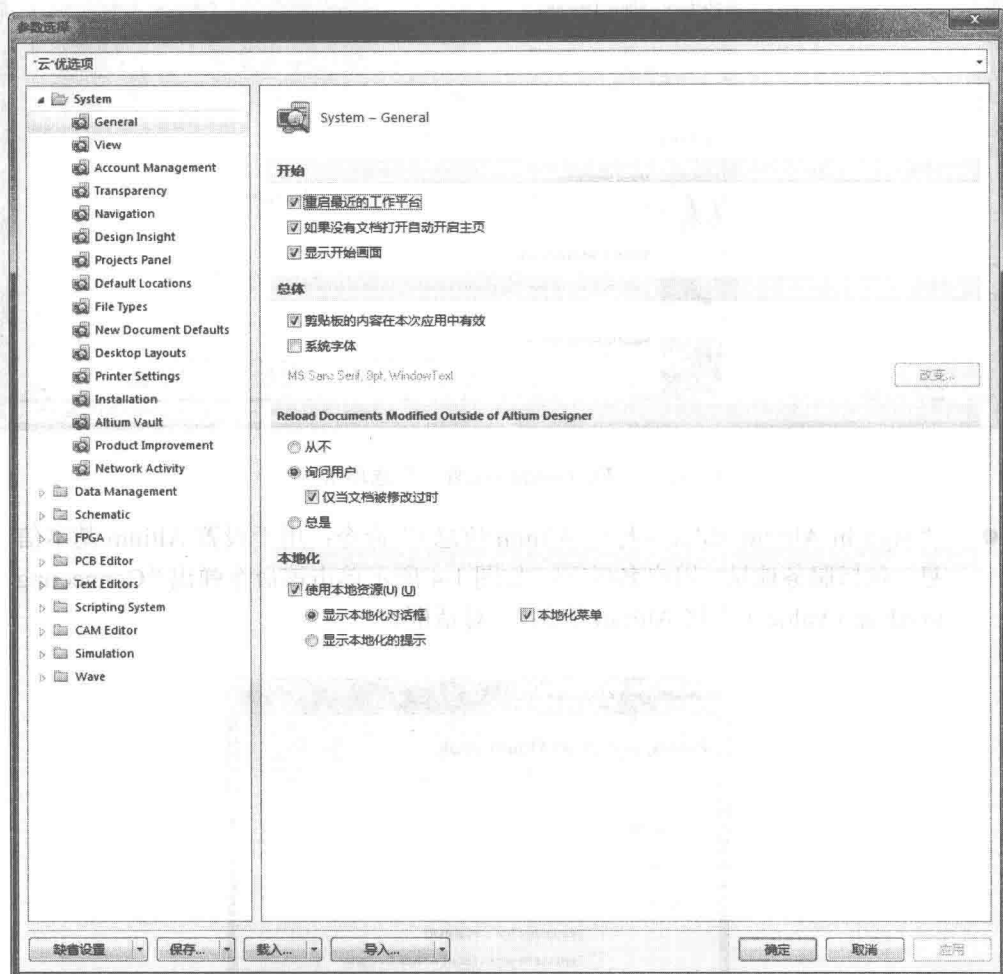 参数选择
"云"优选项
System
General
View
Account Management
Transparency
Navigation
Design Insight
Projects Panel
Default Locations
File Types
New Document Defaults
Desktop Layouts
Printer Settings
Installation
Altium Vault
Product Improvement
Network Activity
Data Management
Schematic
FPGA
PCB Editor
Text Editors
Scripting System
CAM Editor
Simulation
Wave
System – General
开始
重启最近的工作平台
如果没有文档打开自动开启主页
显示开始画面
总体
剪贴板的内容在本次应用中有效
系统字体
MS Sans Serif, 8pt, WindowText
改变...
Reload Documents Modified Outside of Altium Designer
从不
询问用户
仅当文档被修改过时
总是
本地化
使用本地资源(U) (U)
显示本地化对话框
本地化菜单
显示本地化的提示
缺省设置
保存...
载入...
导入...
确定
取消
应用